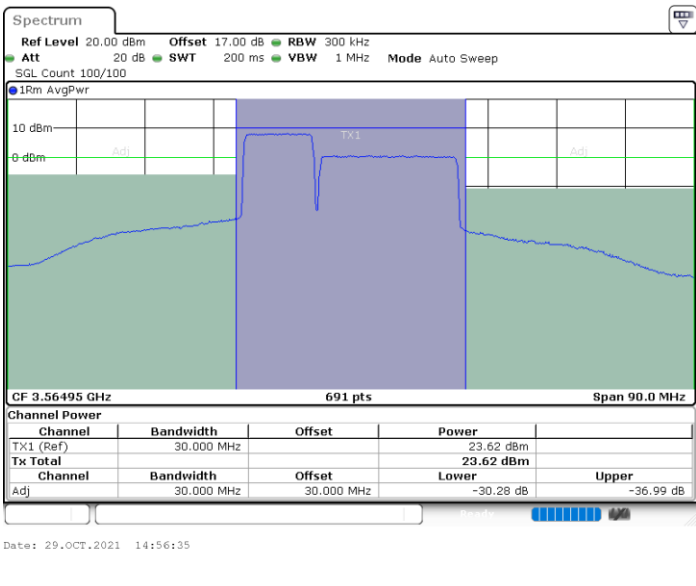 Spectrum
Ref Level 20.00 dBm Offset 17.00 dB RBW 300 kHz
Att 20 dB SWT 200 ms VBW 1 MHz Mode Auto Sweep
SGL Count 100/100
1Rm AvgPwr
10 dBm
TX1
0 dBm
Adj
Adj
CF 3.56495 GHz 691 pts Span 90.0 MHz
Channel Power
Channel Bandwidth Offset Power
TX1 (Ref) 30.000 MHz 23.62 dBm
Tx Total 23.62 dBm
Channel Bandwidth Offset Lower Upper
Adj 30.000 MHz 30.000 MHz -30.28 dB -36.99 dB
Ready
Date: 29.OCT.2021 14:56:35